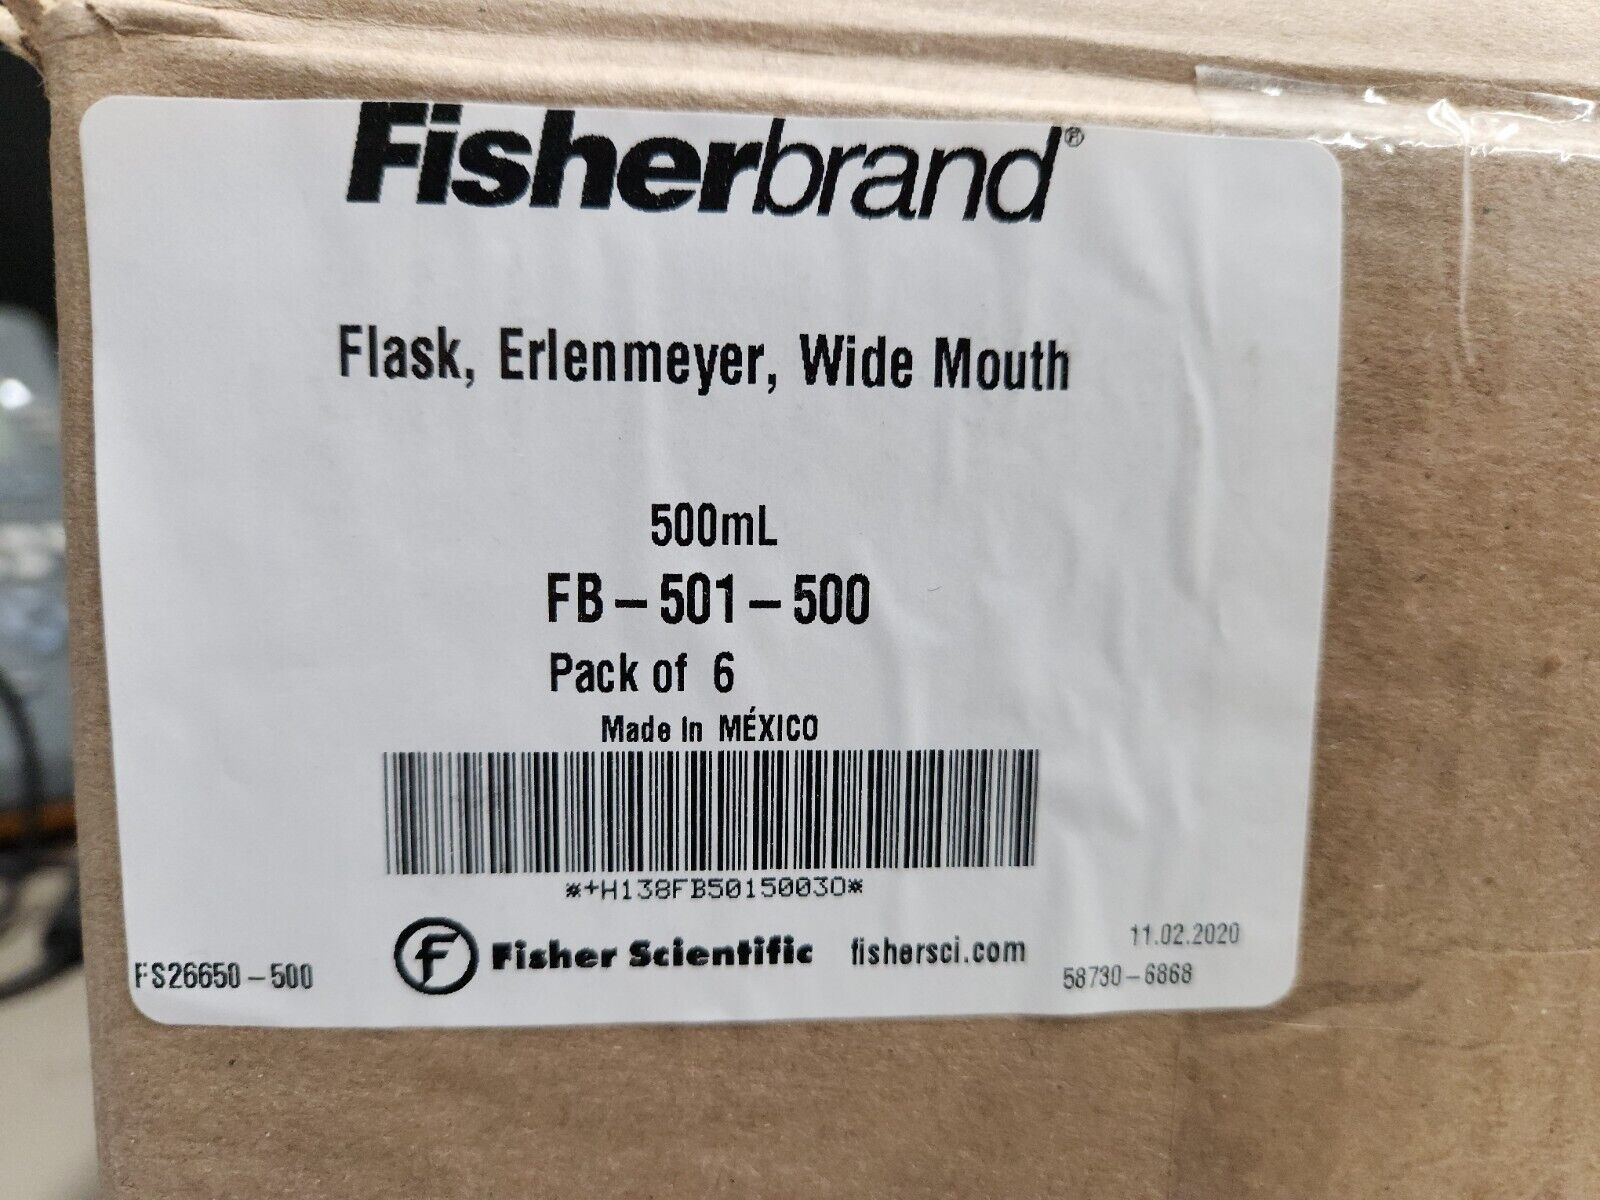 Fisherbrand®
Flask, Erlenmeyer, Wide Mouth
500mL
FB-501-500
Pack of 6
Made In MÉXICO
*+H138FB5015003O*
F Fisher Scientific fishersci.com
11.02.2020
FS26650-500
58730-6868